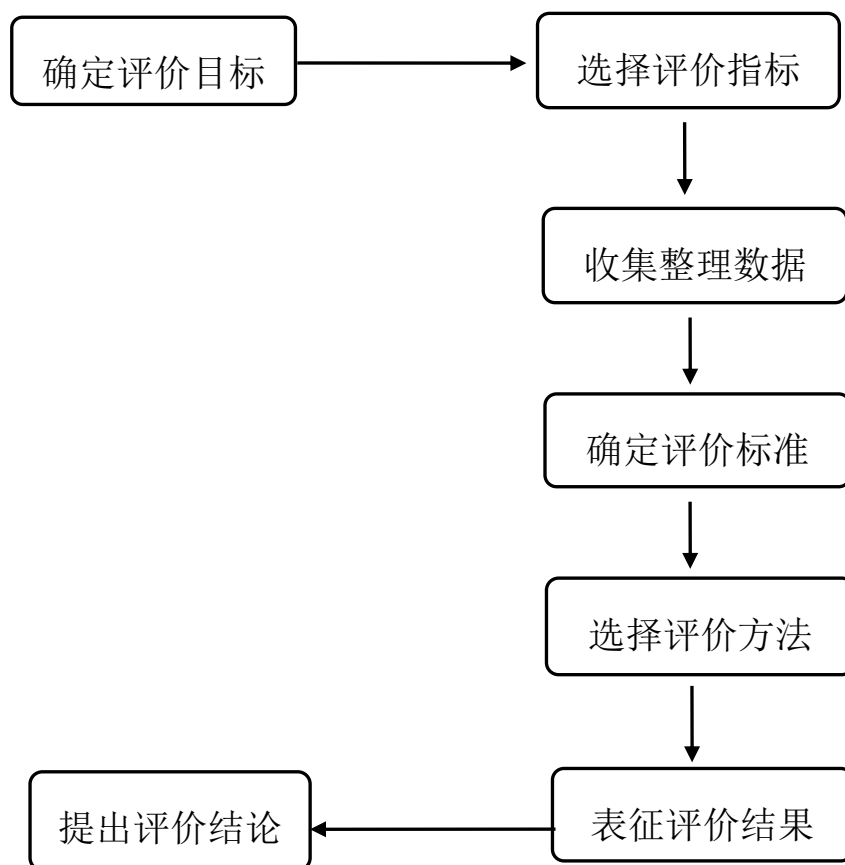 确定评价目标
选择评价指标
收集整理数据
确定评价标准
选择评价方法
表征评价结果
提出评价结论